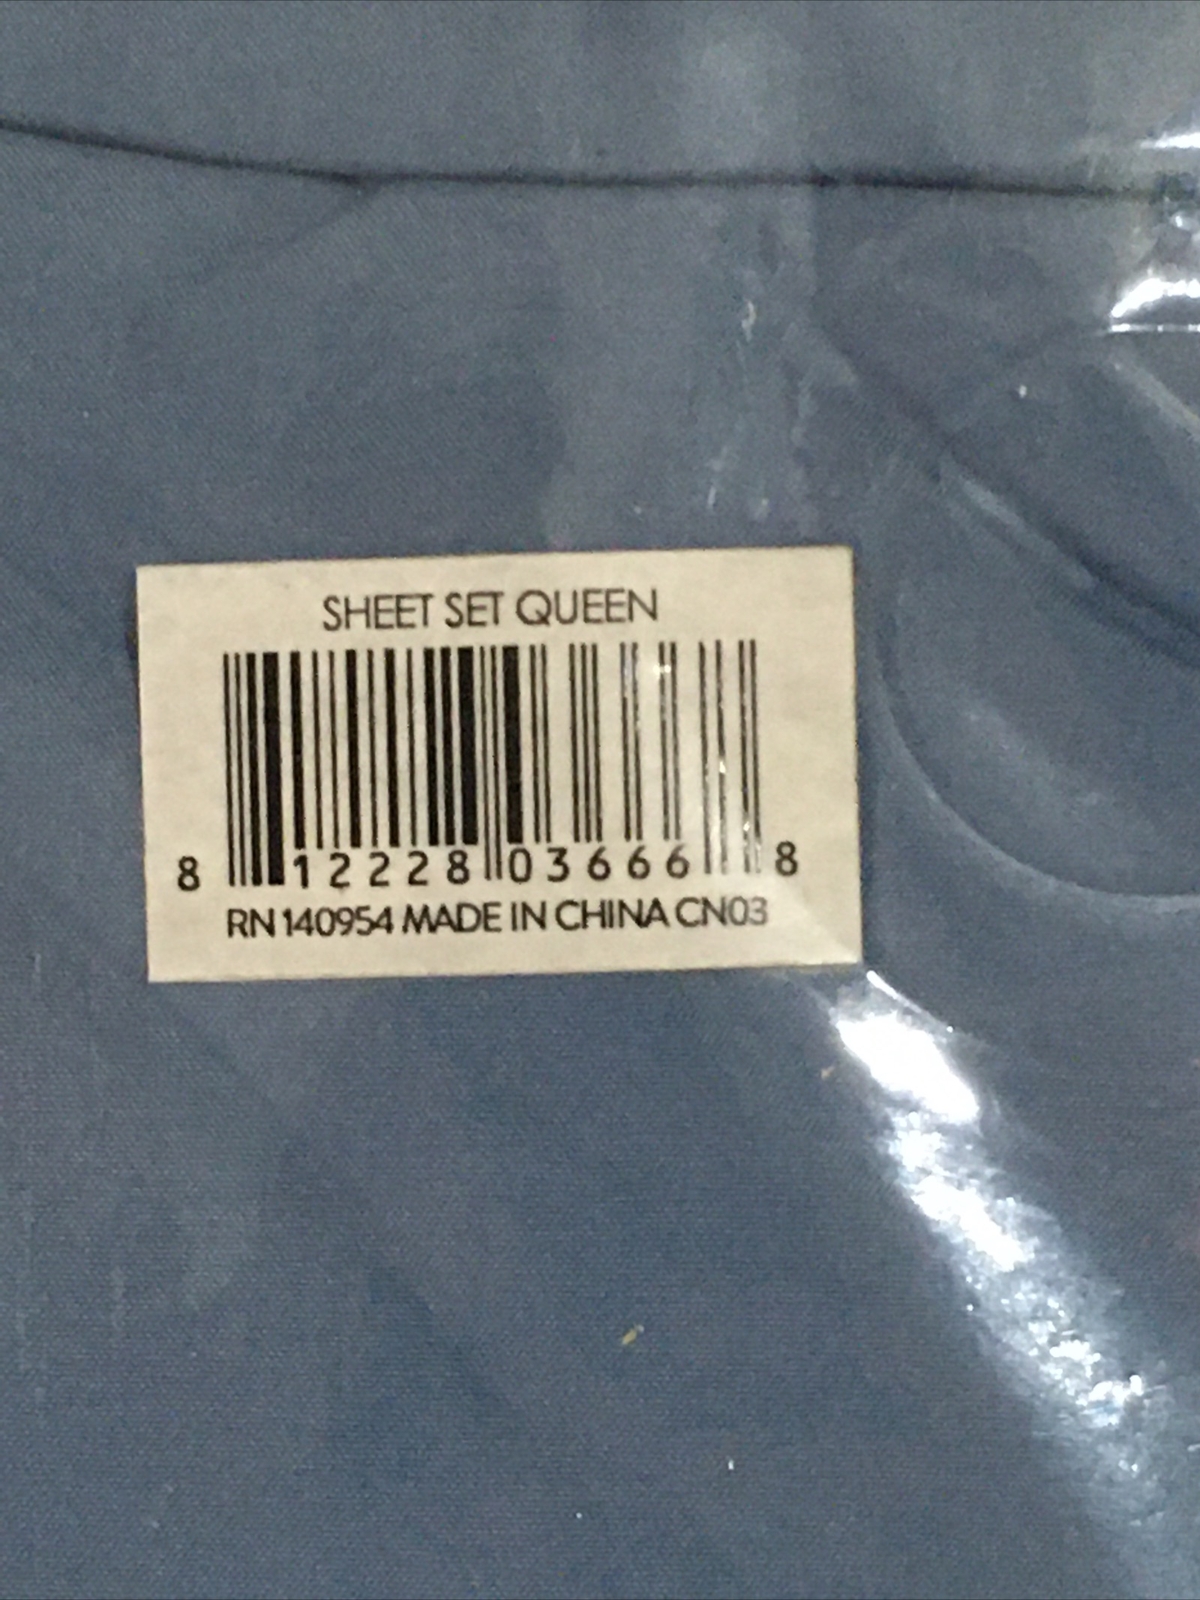 SHEET SET QUEEN
8 12228 03666 8
RN 140954 MADE IN CHINA CN03